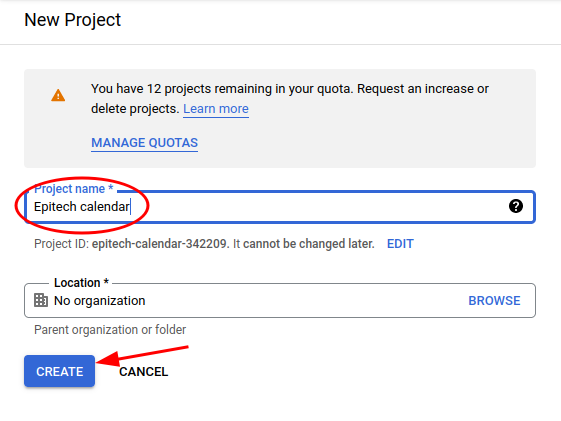 New Project
You have 12 projects remaining in your quota. Request an increase or
delete projects. Learn more
MANAGE QUOTAS
Project name *
Epitech calendar
Project ID: epitech-calendar-342209. It cannot be changed later. EDIT
Location *
No organization BROWSE
Parent organization or folder
CREATE CANCEL